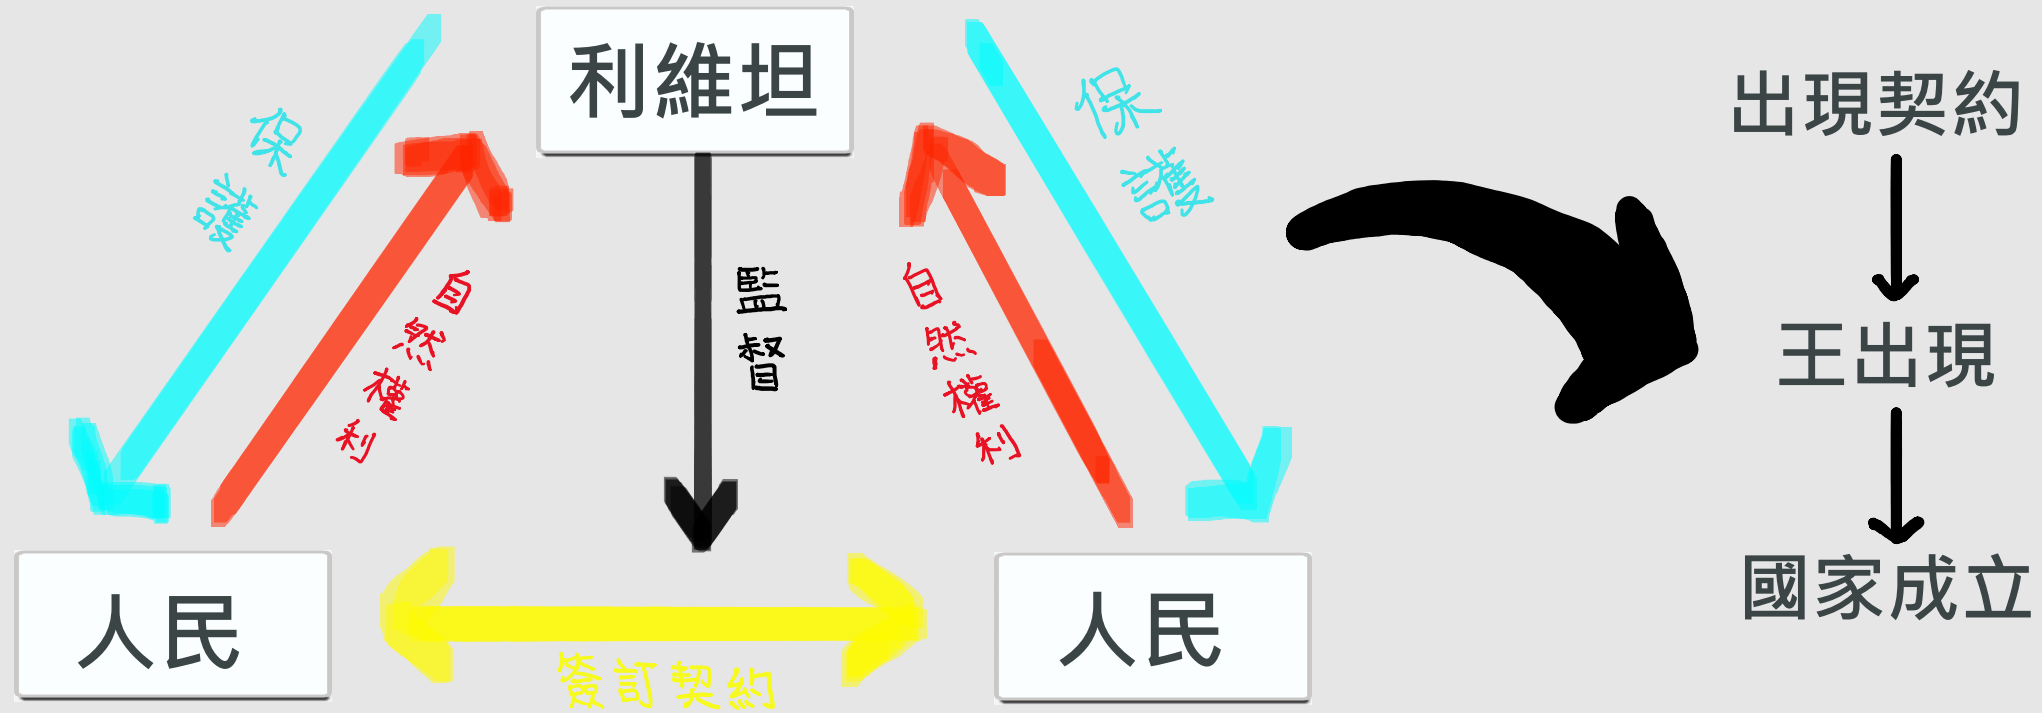 利維坦
保護
自然權利
監督
自然權利
保護
人民
簽訂契約
人民
出現契約
王出現
國家成立